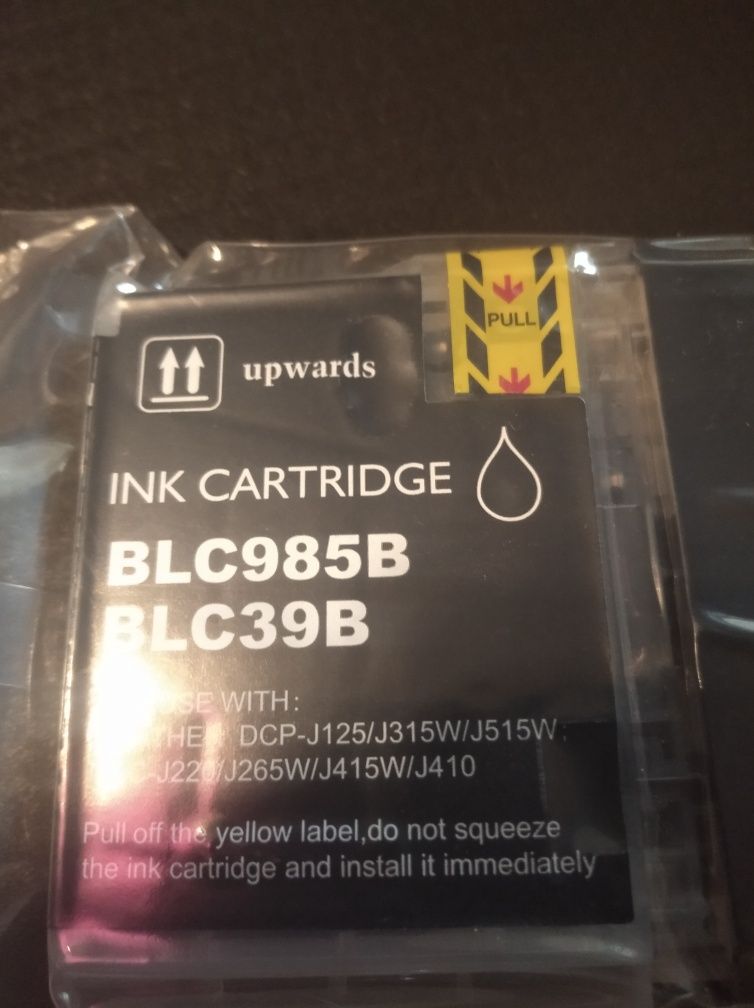 PULL
upwards
INK CARTRIDGE
BLC985B
BLC39B
WITH:
DCP-J125/J315W/J515W;
J220/J265W/J415W/J410
Pull off the yellow label,do not squeeze
the ink cartridge and install it immediately